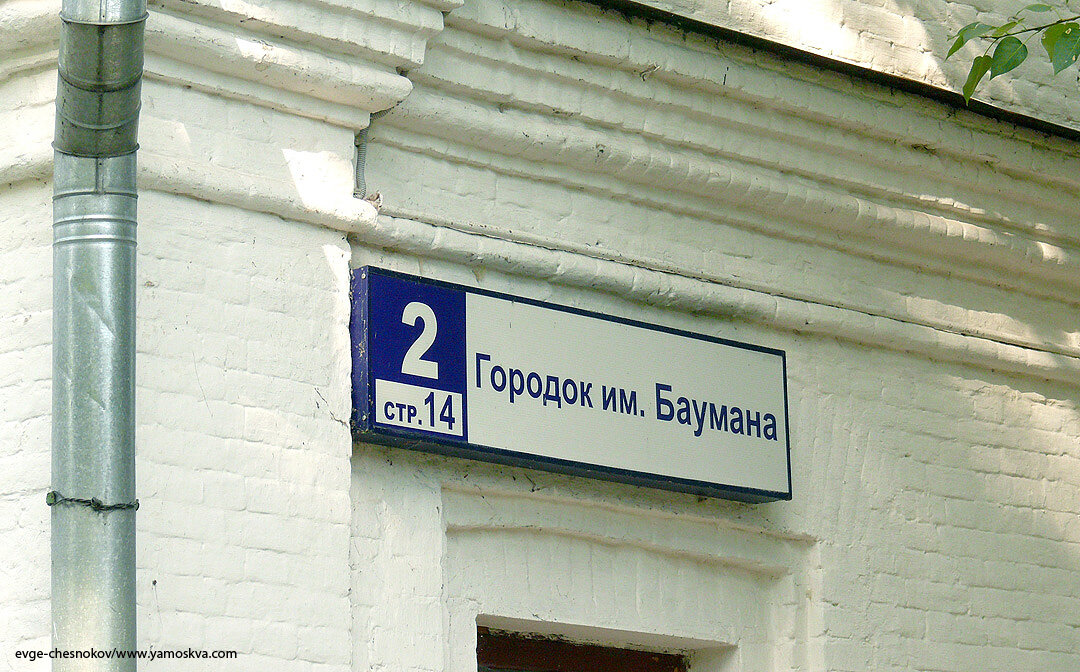 2
стр.14
Городок им. Баумана
evge-chesnokov/www.yamoskva.com